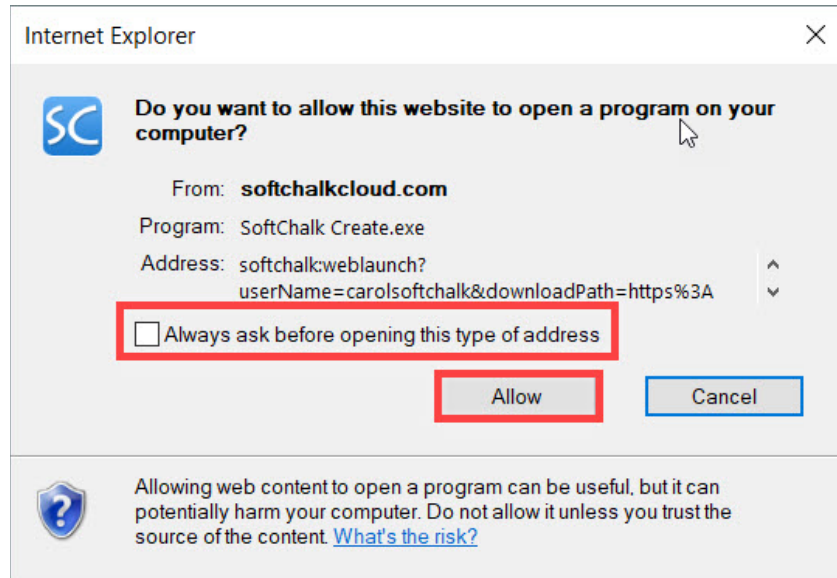 Internet Explorer
SC
Do you want to allow this website to open a program on your
computer?
From: softchalkcloud.com
Program: SoftChalk Create.exe
Address: softchalk:weblaunch?
userName=carolsoftchalk&downloadPath=https%3A
Always ask before opening this type of address
Allow Cancel
Allowing web content to open a program can be useful, but it can
potentially harm your computer. Do not allow it unless you trust the
source of the content. What's the risk?